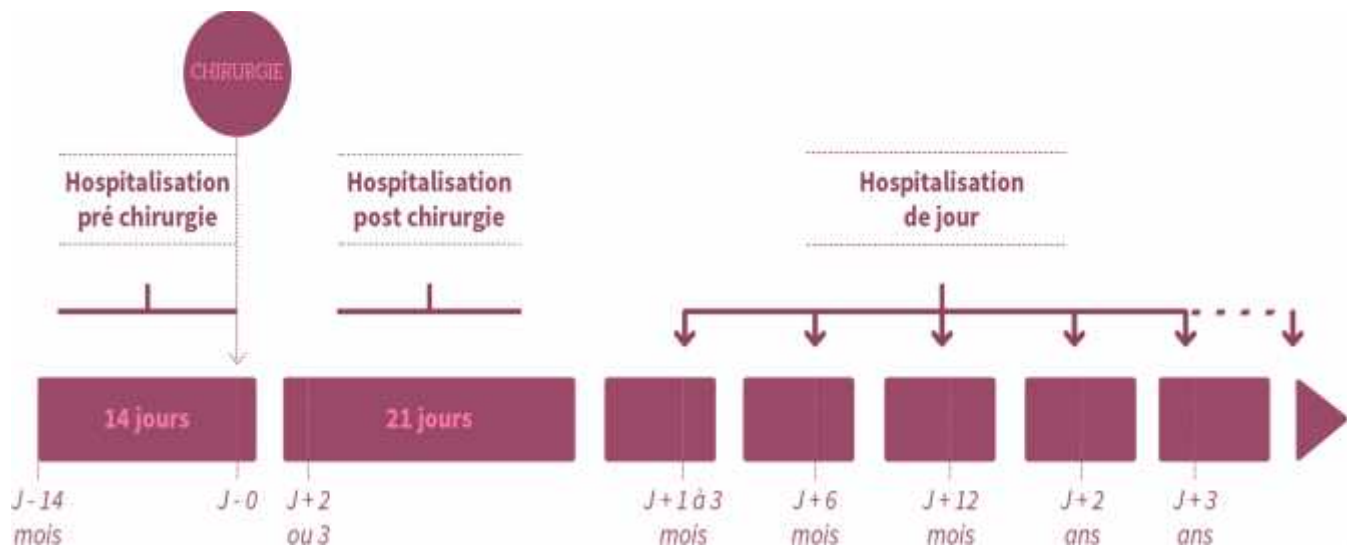 CHIRURGIE
Hospitalisation
pré chirurgie
Hospitalisation
post chirurgie
Hospitalisation
de jour
14 jours
21 jours
J - 14
mois
J - 0
J + 2
ou 3
J + 1 à 3
mois
J + 6
mois
J + 12
mois
J + 2
ans
J + 3
ans